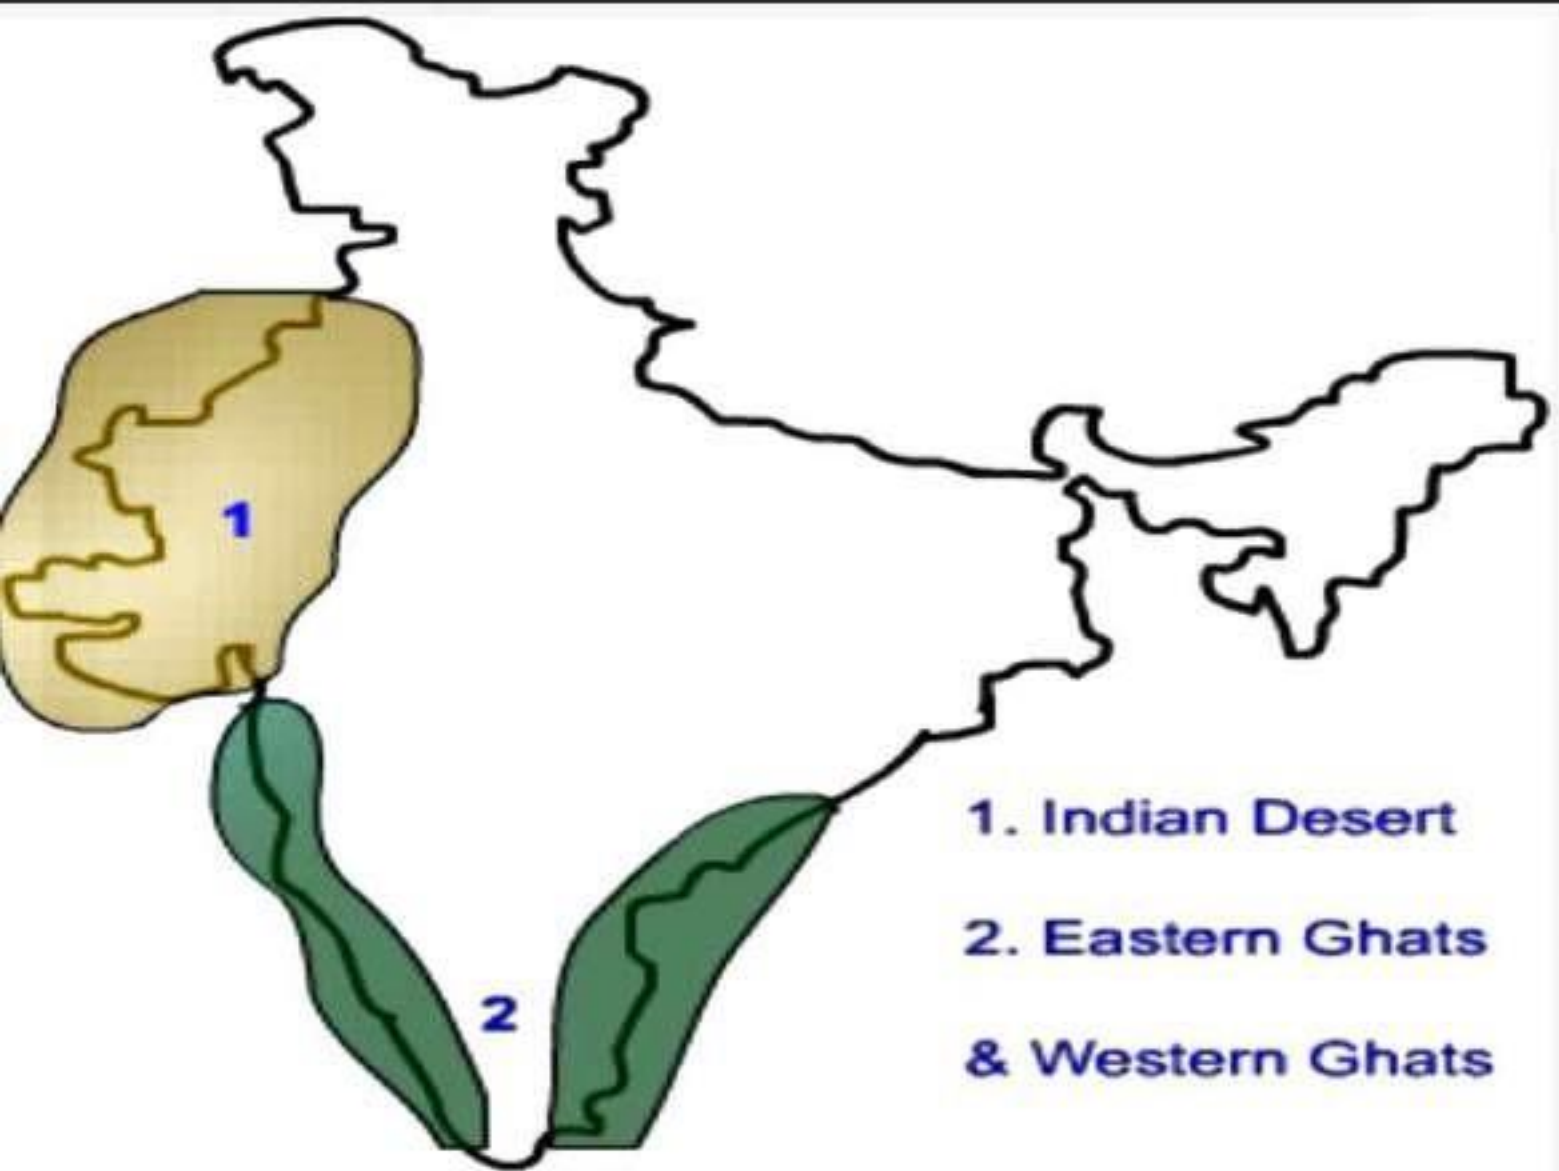 1
2
1. Indian Desert
2. Eastern Ghats
& Western Ghats